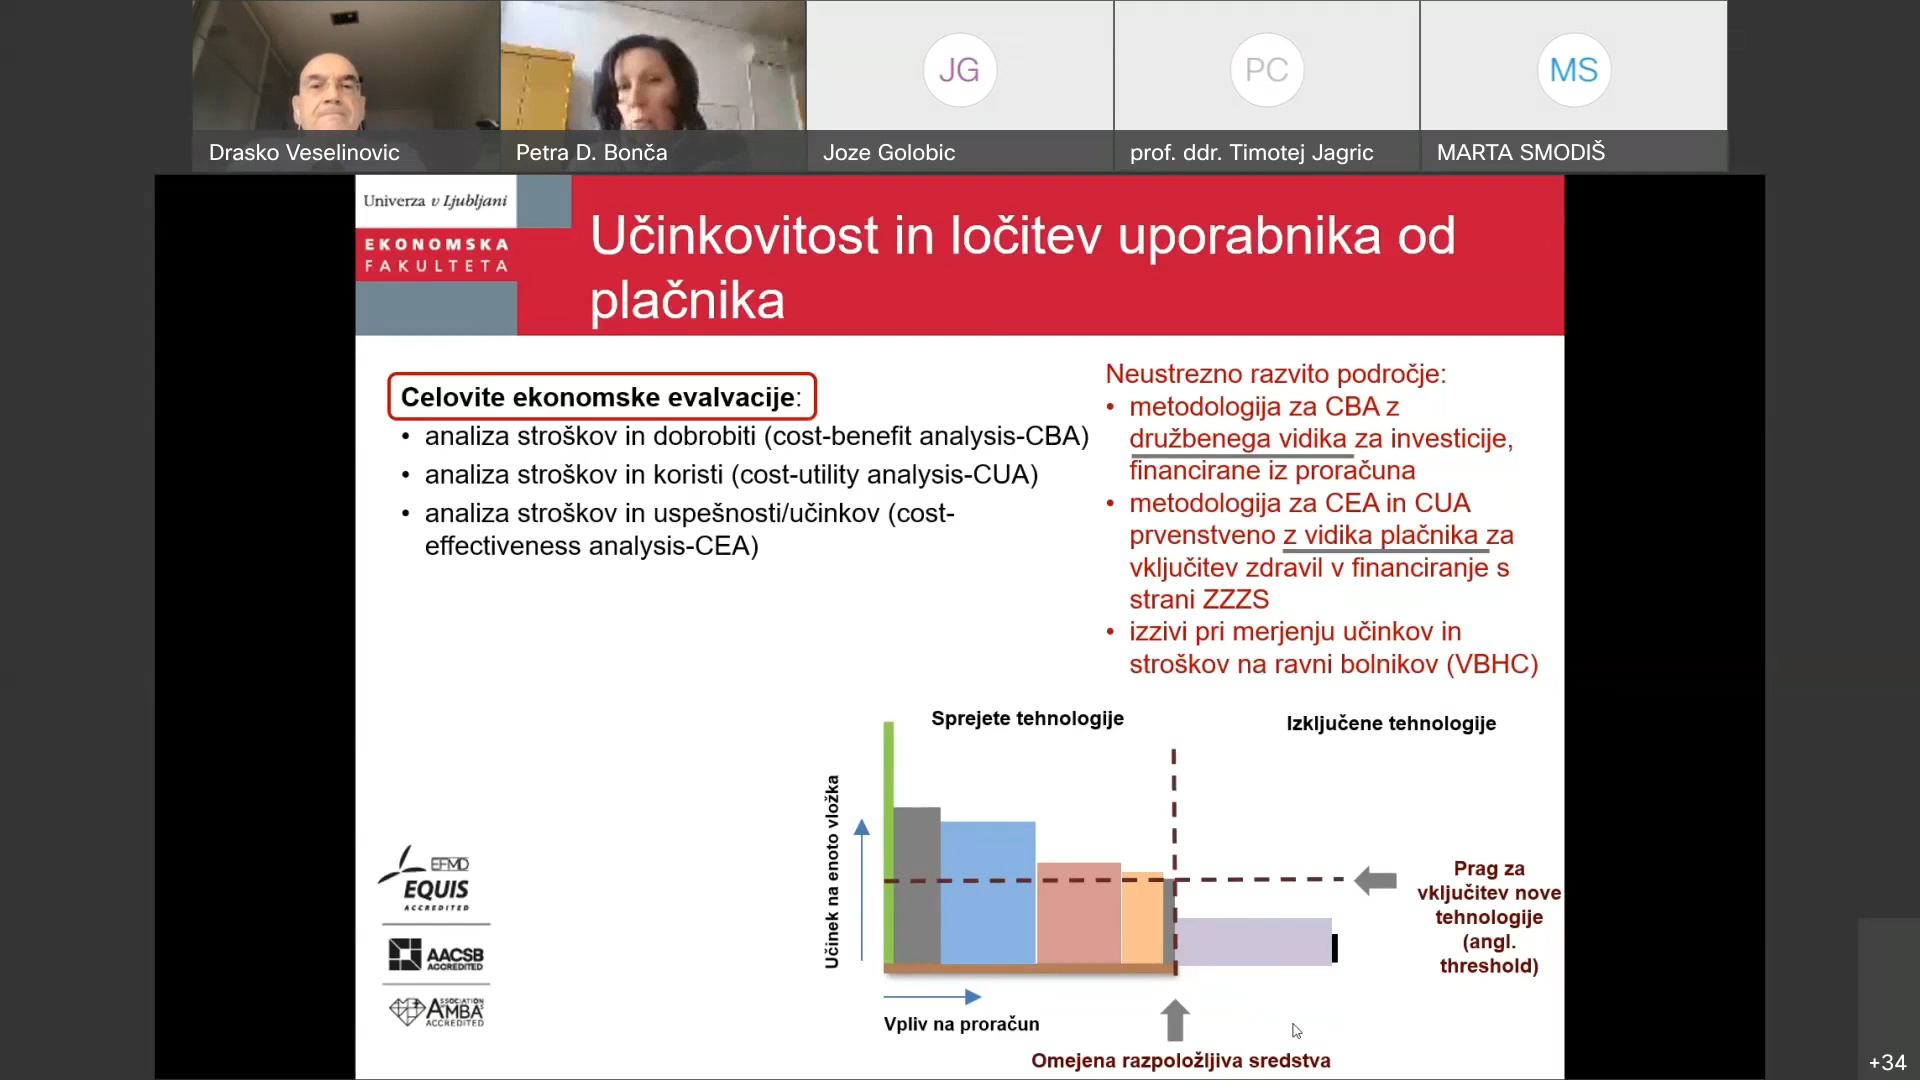 JG
PC
MS
Drasko Veselinovic
Petra D. Bonča
Joze Golobic
prof. ddr. Timotej Jagric
MARTA SMODIŠ
Univerza v Ljubljani
EKONOMSKA
FAKULTETA
Učinkovitost in ločitev uporabnika od
plačnika
Celovite ekonomske evalvacije:
• analiza stroškov in dobrobiti (cost-benefit analysis-CBA)
• analiza stroškov in koristi (cost-utility analysis-CUA)
• analiza stroškov in uspešnosti/učinkov (cost-
effectiveness analysis-CEA)
Neustrezno razvito področje:
• metodologija za CBA z
družbenega vidika za investicije,
financirane iz proračuna
• metodologija za CEA in CUA
prvenstveno z vidika plačnika za
vključitev zdravil v financiranje s
strani ZZZS
• izzivi pri merjenju učinkov in
stroškov na ravni bolnikov (VBHC)
Sprejete tehnologije
Izključene tehnologije
Učinek na enoto vložka
Prag za
vključitev nove
tehnologije
(angl.
threshold)
Vpliv na proračun
Omejena razpoložljiva sredstva
EFMD
EQUIS
ACCREDITED
AACSB
ACCREDITED
ASSOCIATION
AMBA
ACCREDITED
+34